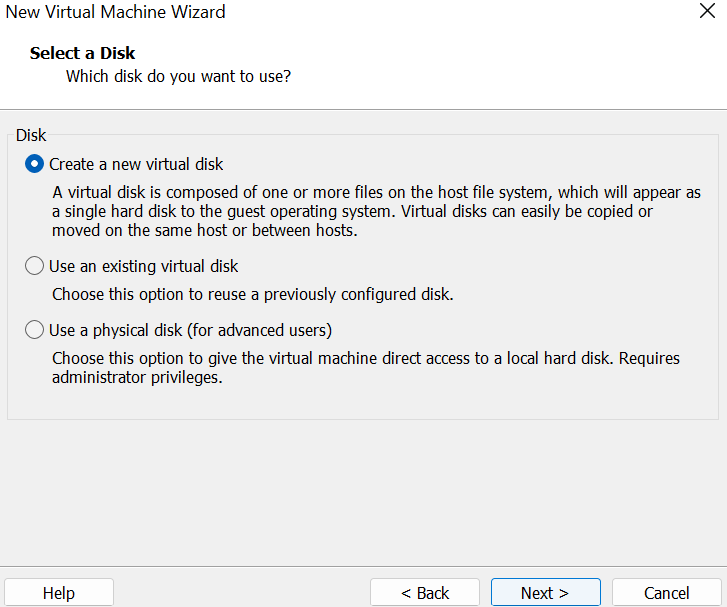 New Virtual Machine Wizard
Select a Disk
Which disk do you want to use?
Disk
Create a new virtual disk
A virtual disk is composed of one or more files on the host file system, which will appear as
a single hard disk to the guest operating system. Virtual disks can easily be copied or
moved on the same host or between hosts.
Use an existing virtual disk
Choose this option to reuse a previously configured disk.
Use a physical disk (for advanced users)
Choose this option to give the virtual machine direct access to a local hard disk. Requires
administrator privileges.
Help
< Back
Next >
Cancel